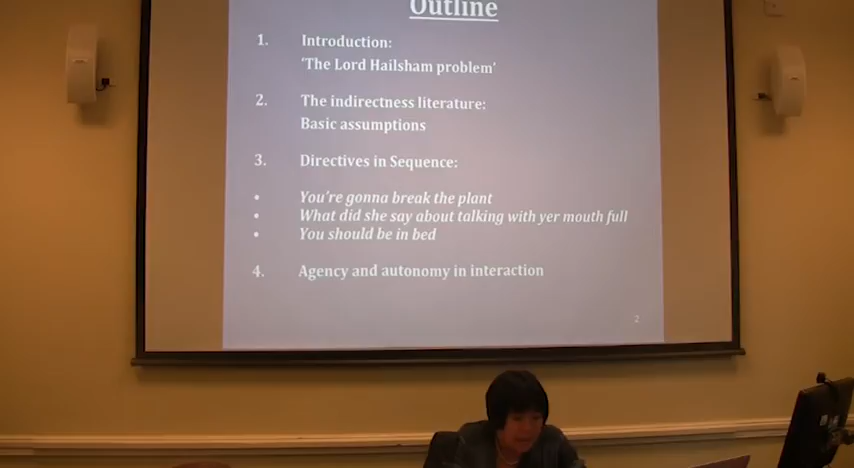 Outline
1. Introduction:
'The Lord Hailsham problem'
2. The indirectness literature:
Basic assumptions
3. Directives in Sequence:
• You're gonna break the plant
• What did she say about talking with yer mouth full
• You should be in bed
4. Agency and autonomy in interaction
2